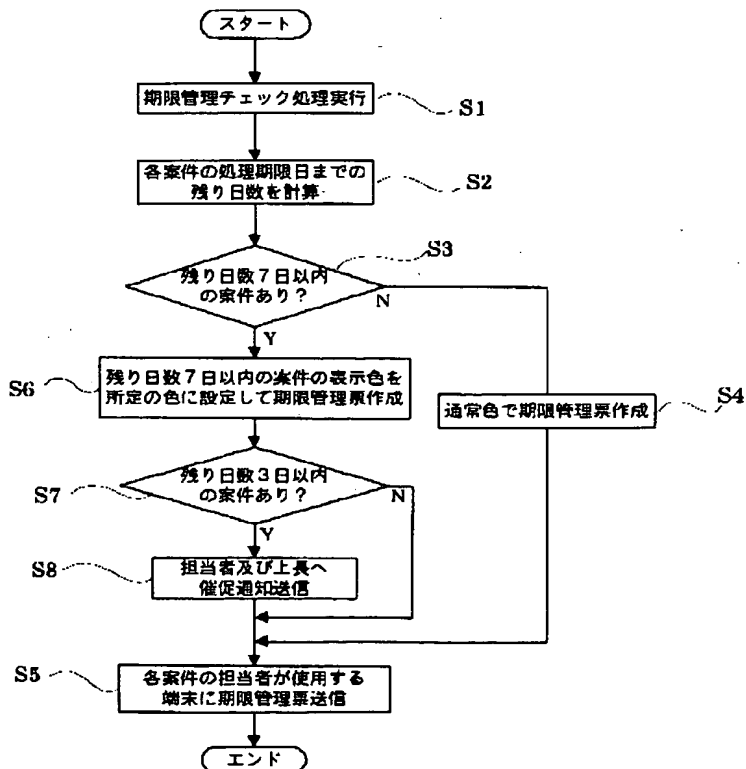 スタート
期限管理チェック処理実行
S1
各案件の処理期限日までの
残り日数を計算
S2
S3
残り日数7日以内
の案件あり？
N
Y
S6
残り日数7日以内の案件の表示色を
所定の色に設定して期限管理票作成
S4
通常色で期限管理票作成
S7
残り日数3日以内
の案件あり？
N
Y
S8
担当者及び上長へ
催促通知送信
S5
各案件の担当者が使用する
端末に期限管理票送信
エンド